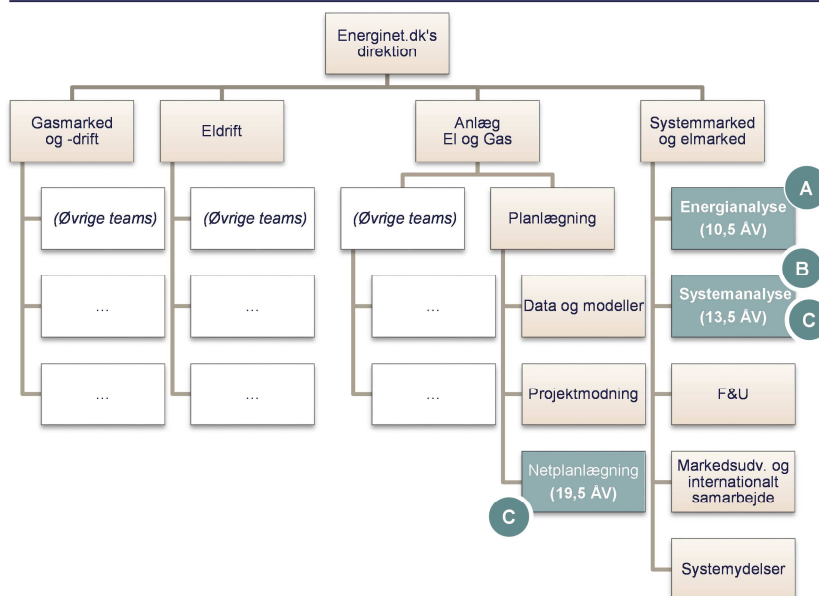 Energinet.dk's
direktion
Gasmarked
og -drift
Eldrift
Anlæg
El og Gas
Systemmarked
og elmarked
A
(Øvrige teams)
(Øvrige teams)
(Øvrige teams)
Planlægning
Energianalyse
(10,5 ÅV)
B
...
...
...
Data og modeller
Systemanalyse
(13,5 ÅV)
C
...
...
...
Projektmodning
F&U
Netplanlægning
(19,5 ÅV)
C
Markedsudv. og
internationalt
samarbejde
Systemydelser